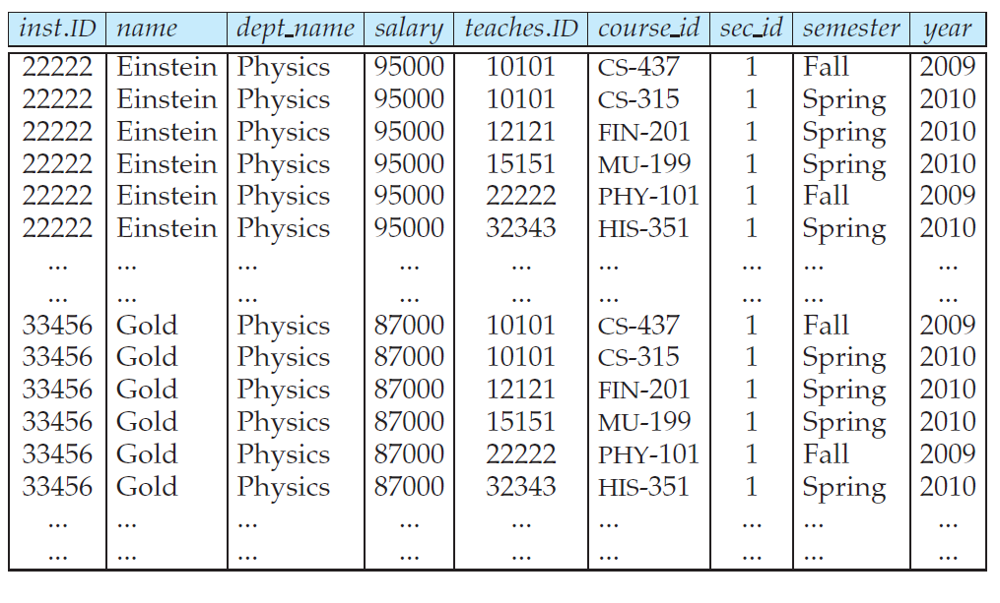 inst.ID name dept_name salary teaches.ID course_id sec_id semester year
22222 Einstein Physics 95000 10101 CS-437 1 Fall 2009
22222 Einstein Physics 95000 10101 CS-315 1 Spring 2010
22222 Einstein Physics 95000 12121 FIN-201 1 Spring 2010
22222 Einstein Physics 95000 15151 MU-199 1 Spring 2010
22222 Einstein Physics 95000 22222 PHY-101 1 Fall 2009
22222 Einstein Physics 95000 32343 HIS-351 1 Spring 2010
... ... ... ... ... ... ... ... ...
... ... ... ... ... ... ... ... ...
33456 Gold Physics 87000 10101 CS-437 1 Fall 2009
33456 Gold Physics 87000 10101 CS-315 1 Spring 2010
33456 Gold Physics 87000 12121 FIN-201 1 Spring 2010
33456 Gold Physics 87000 15151 MU-199 1 Spring 2010
33456 Gold Physics 87000 22222 PHY-101 1 Fall 2009
33456 Gold Physics 87000 32343 HIS-351 1 Spring 2010
... ... ... ... ... ... ... ... ...
... ... ... ... ... ... ... ... ...